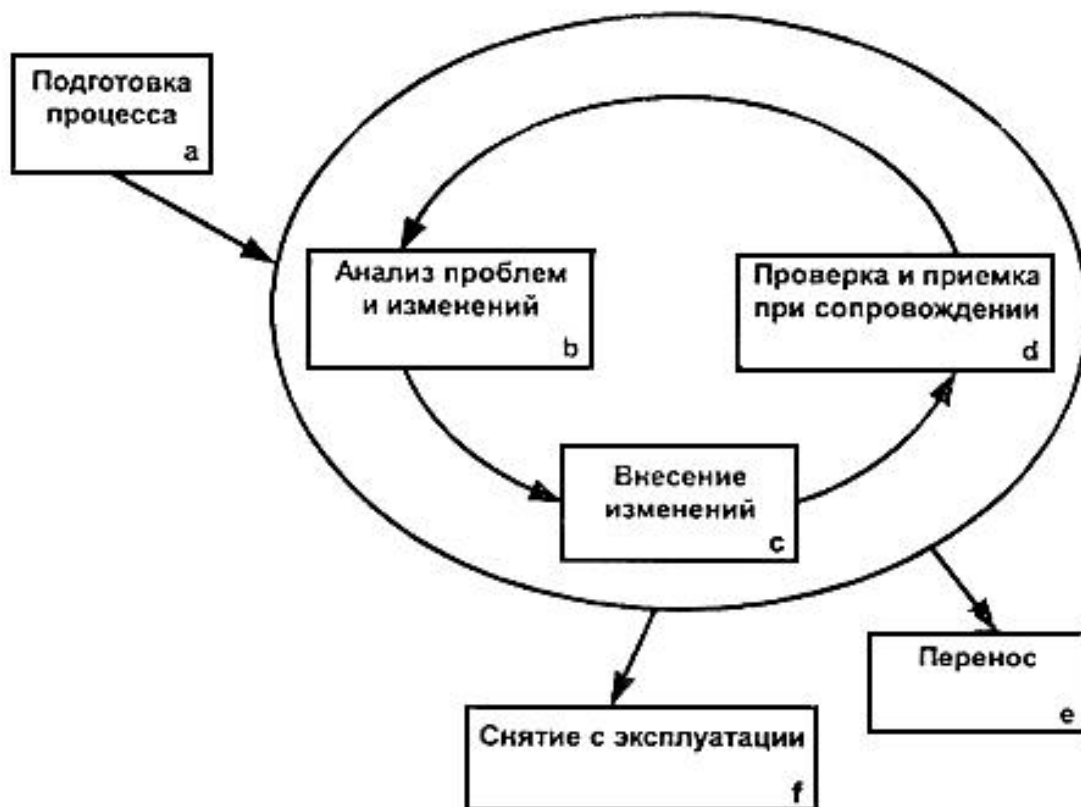 Подготовка
процесса
a
Анализ проблем
и изменений
b
Проверка и приемка
при сопровождении
d
Внесение
изменений
c
Перенос
e
Снятие с эксплуатации
f